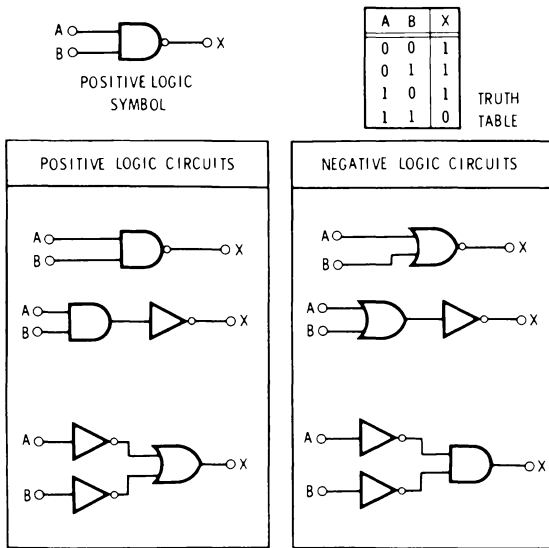 A
B
X
POSITIVE LOGIC
SYMBOL
A B X
0 0 1
0 1 1
1 0 1
1 1 0
TRUTH
TABLE
POSITIVE LOGIC CIRCUITS
A
B
X
A
B
X
A
B
X
NEGATIVE LOGIC CIRCUITS
A
B
X
A
B
X
A
B
X